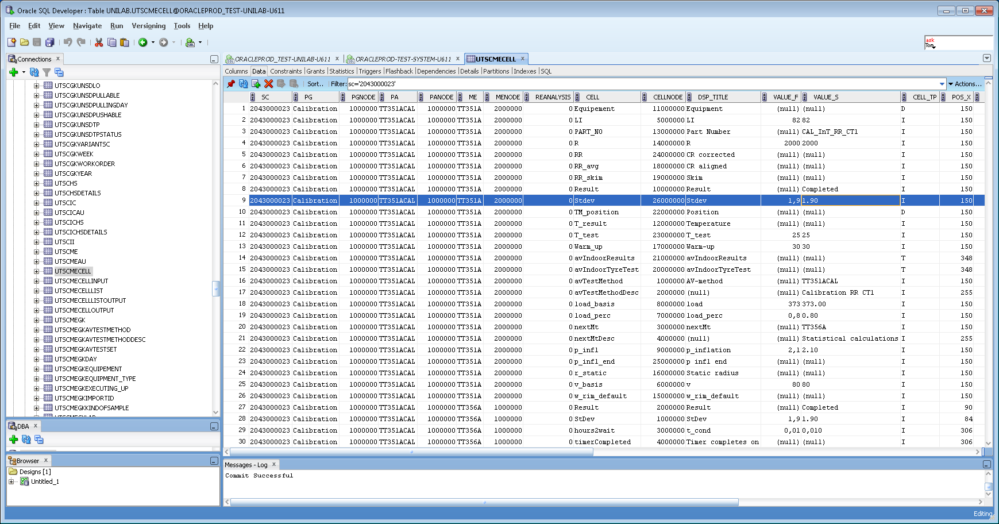 Oracle SQL Developer : Table UNILAB.UTSCMECELL@ORACLEPROD_TEST-UNILAB-U611
File Edit View Navigate Run Versioning Tools Help
ask
Tom
Connections
UTSCGKUNSDLO
UTSCGKUNSDPULLABLE
UTSCGKUNSDPULLINGDAY
UTSCGKUNSDPUSHABLE
UTSCGKUNSDTP
UTSCGKUNSDTPSTATUS
UTSCGKVARIANTSC
UTSCGKWEEK
UTSCGKWORKORDER
UTSCGKYEAR
UTSCHS
UTSCHSDETAILS
UTSCIC
UTSCICAU
UTSCICHS
UTSCICHSDETAILS
UTSCII
UTSCME
UTSCMEAU
UTSCMECELL
UTSCMECELLINPUT
UTSCMECELLLIST
UTSCMECELLLISTOUTPUT
UTSCMECELLOUTPUT
UTSCMEGK
UTSCMEGKAVTESTMETHOD
UTSCMEGKAVTESTMETHODDESC
UTSCMEGKAVTESTSET
UTSCMEGKDAY
UTSCMEGKEQUIPEMENT
UTSCMEGKEQUIPMENT_TYPE
UTSCMEGKEXECUTING_UP
UTSCMEGKIMPORTID
UTSCMEGKKINDOFSAMPLE
DBA
Browser
Designs [1]
Untitled_1
ORACLEPROD_TEST-UNILAB-U611 ORACLEPROD-TEST-SYSTEM-U611 UTSCMECELL
Columns Data Constraints Grants Statistics Triggers Flashback Dependencies Details Partitions Indexes SQL
Sort.. Filter: sc='2043000023' Actions...
SC PG PGNODE PA PANODE ME MENODE REANALYSIS CELL CELLNODE DSP_TITLE VALUE_F VALUE_S CELL_TP POS_X
1 2043000023 Calibration 1000000 TT351ACAL 1000000 TT351A 2000000 0 Equipement 11000000 Equipment (null) (null) D 150
2 2043000023 Calibration 1000000 TT351ACAL 1000000 TT351A 2000000 0 LI 5000000 LI 82 82 I 150
3 2043000023 Calibration 1000000 TT351ACAL 1000000 TT351A 2000000 0 PART_NO 13000000 Part Number (null) CAL_InT_RR_CT1 I 150
4 2043000023 Calibration 1000000 TT351ACAL 1000000 TT351A 2000000 0 R 14000000 R 2000 2000 I 150
5 2043000023 Calibration 1000000 TT351ACAL 1000000 TT351A 2000000 0 RR 24000000 CR corrected (null) (null) I 150
6 2043000023 Calibration 1000000 TT351ACAL 1000000 TT351A 2000000 0 RR_avg 18000000 CR aligned (null) (null) I 150
7 2043000023 Calibration 1000000 TT351ACAL 1000000 TT351A 2000000 0 RR_skim 19000000 Skim (null) (null) I 150
8 2043000023 Calibration 1000000 TT351ACAL 1000000 TT351A 2000000 0 Result 10000000 Result (null) Completed I 150
9 2043000023 Calibration 1000000 TT351ACAL 1000000 TT351A 2000000 0 Stdev 26000000 Stdev 1,9 1.90 I 150
10 2043000023 Calibration 1000000 TT351ACAL 1000000 TT351A 2000000 0 TM_position 22000000 Position (null) (null) D 150
11 2043000023 Calibration 1000000 TT351ACAL 1000000 TT351A 2000000 0 T_result 12000000 Temperature (null) (null) I 150
12 2043000023 Calibration 1000000 TT351ACAL 1000000 TT351A 2000000 0 T_test 23000000 T_test 25 25 I 150
13 2043000023 Calibration 1000000 TT351ACAL 1000000 TT351A 2000000 0 Warm_up 17000000 Warm-up 30 30 I 150
14 2043000023 Calibration 1000000 TT351ACAL 1000000 TT351A 2000000 0 avIndoorResults 21000000 avIndoorResults (null) (null) T 348
15 2043000023 Calibration 1000000 TT351ACAL 1000000 TT351A 2000000 0 avIndoorTyreTest 20000000 avIndoorTyreTest (null) (null) T 348
16 2043000023 Calibration 1000000 TT351ACAL 1000000 TT351A 2000000 0 avTestMethod 1000000 AV-method (null) TT351ACAL I 150
17 2043000023 Calibration 1000000 TT351ACAL 1000000 TT351A 2000000 0 avTestMethodDesc 2000000 (null) (null) Calibration RR CT1 I 255
18 2043000023 Calibration 1000000 TT351ACAL 1000000 TT351A 2000000 0 load_basis 8000000 load 373 373.00 I 150
19 2043000023 Calibration 1000000 TT351ACAL 1000000 TT351A 2000000 0 load_perc 7000000 load_perc 0,8 0.80 I 150
20 2043000023 Calibration 1000000 TT351ACAL 1000000 TT351A 2000000 0 nextMt 3000000 nextMt (null) TT356A I 150
21 2043000023 Calibration 1000000 TT351ACAL 1000000 TT351A 2000000 0 nextMtDesc 4000000 (null) (null) Statistical calculations I 255
22 2043000023 Calibration 1000000 TT351ACAL 1000000 TT351A 2000000 0 p_infl 9000000 p_inflation 2,1 2.10 I 150
23 2043000023 Calibration 1000000 TT351ACAL 1000000 TT351A 2000000 0 p_infl_end 25000000 p infl end (null) (null) I 150
24 2043000023 Calibration 1000000 TT351ACAL 1000000 TT351A 2000000 0 r_static 16000000 Static radius (null) (null) I 150
25 2043000023 Calibration 1000000 TT351ACAL 1000000 TT351A 2000000 0 v_basis 6000000 v 80 80 I 150
26 2043000023 Calibration 1000000 TT351ACAL 1000000 TT351A 2000000 0 w_rim_default 15000000 w_rim_default (null) (null) I 150
27 2043000023 Calibration 1000000 TT351ACAL 1000000 TT356A 1000000 0 Result 2000000 Result (null) Completed I 90
28 2043000023 Calibration 1000000 TT351ACAL 1000000 TT356A 1000000 0 StDev 1000000 StDev 1,9 1.90 I 84
29 2043000023 Calibration 1000000 TT351ACAL 1000000 TT356A 1000000 0 hours2wait 3000000 t_cond 0,01 0,010 I 306
30 2043000023 Calibration 1000000 TT351ACAL 1000000 TT356A 1000000 0 timerCompleted 4000000 Timer completes on (null) (null) I 306
Messages - Log
Commit Successful
Editing